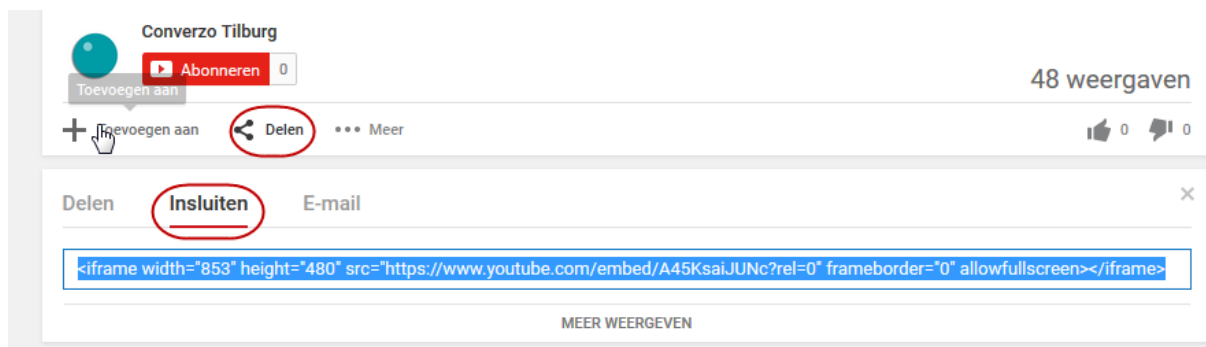 Converzo Tilburg
Abonneren 0
Toevoegen aan
48 weergaven
Toevoegen aan Delen Meer 0 0
Delen Insluiten E-mail
<iframe width="853" height="480" src="https://www.youtube.com/embed/A45KsaiJUNc?rel=0" frameborder="0" allowfullscreen></iframe>
MEER WEERGEVEN